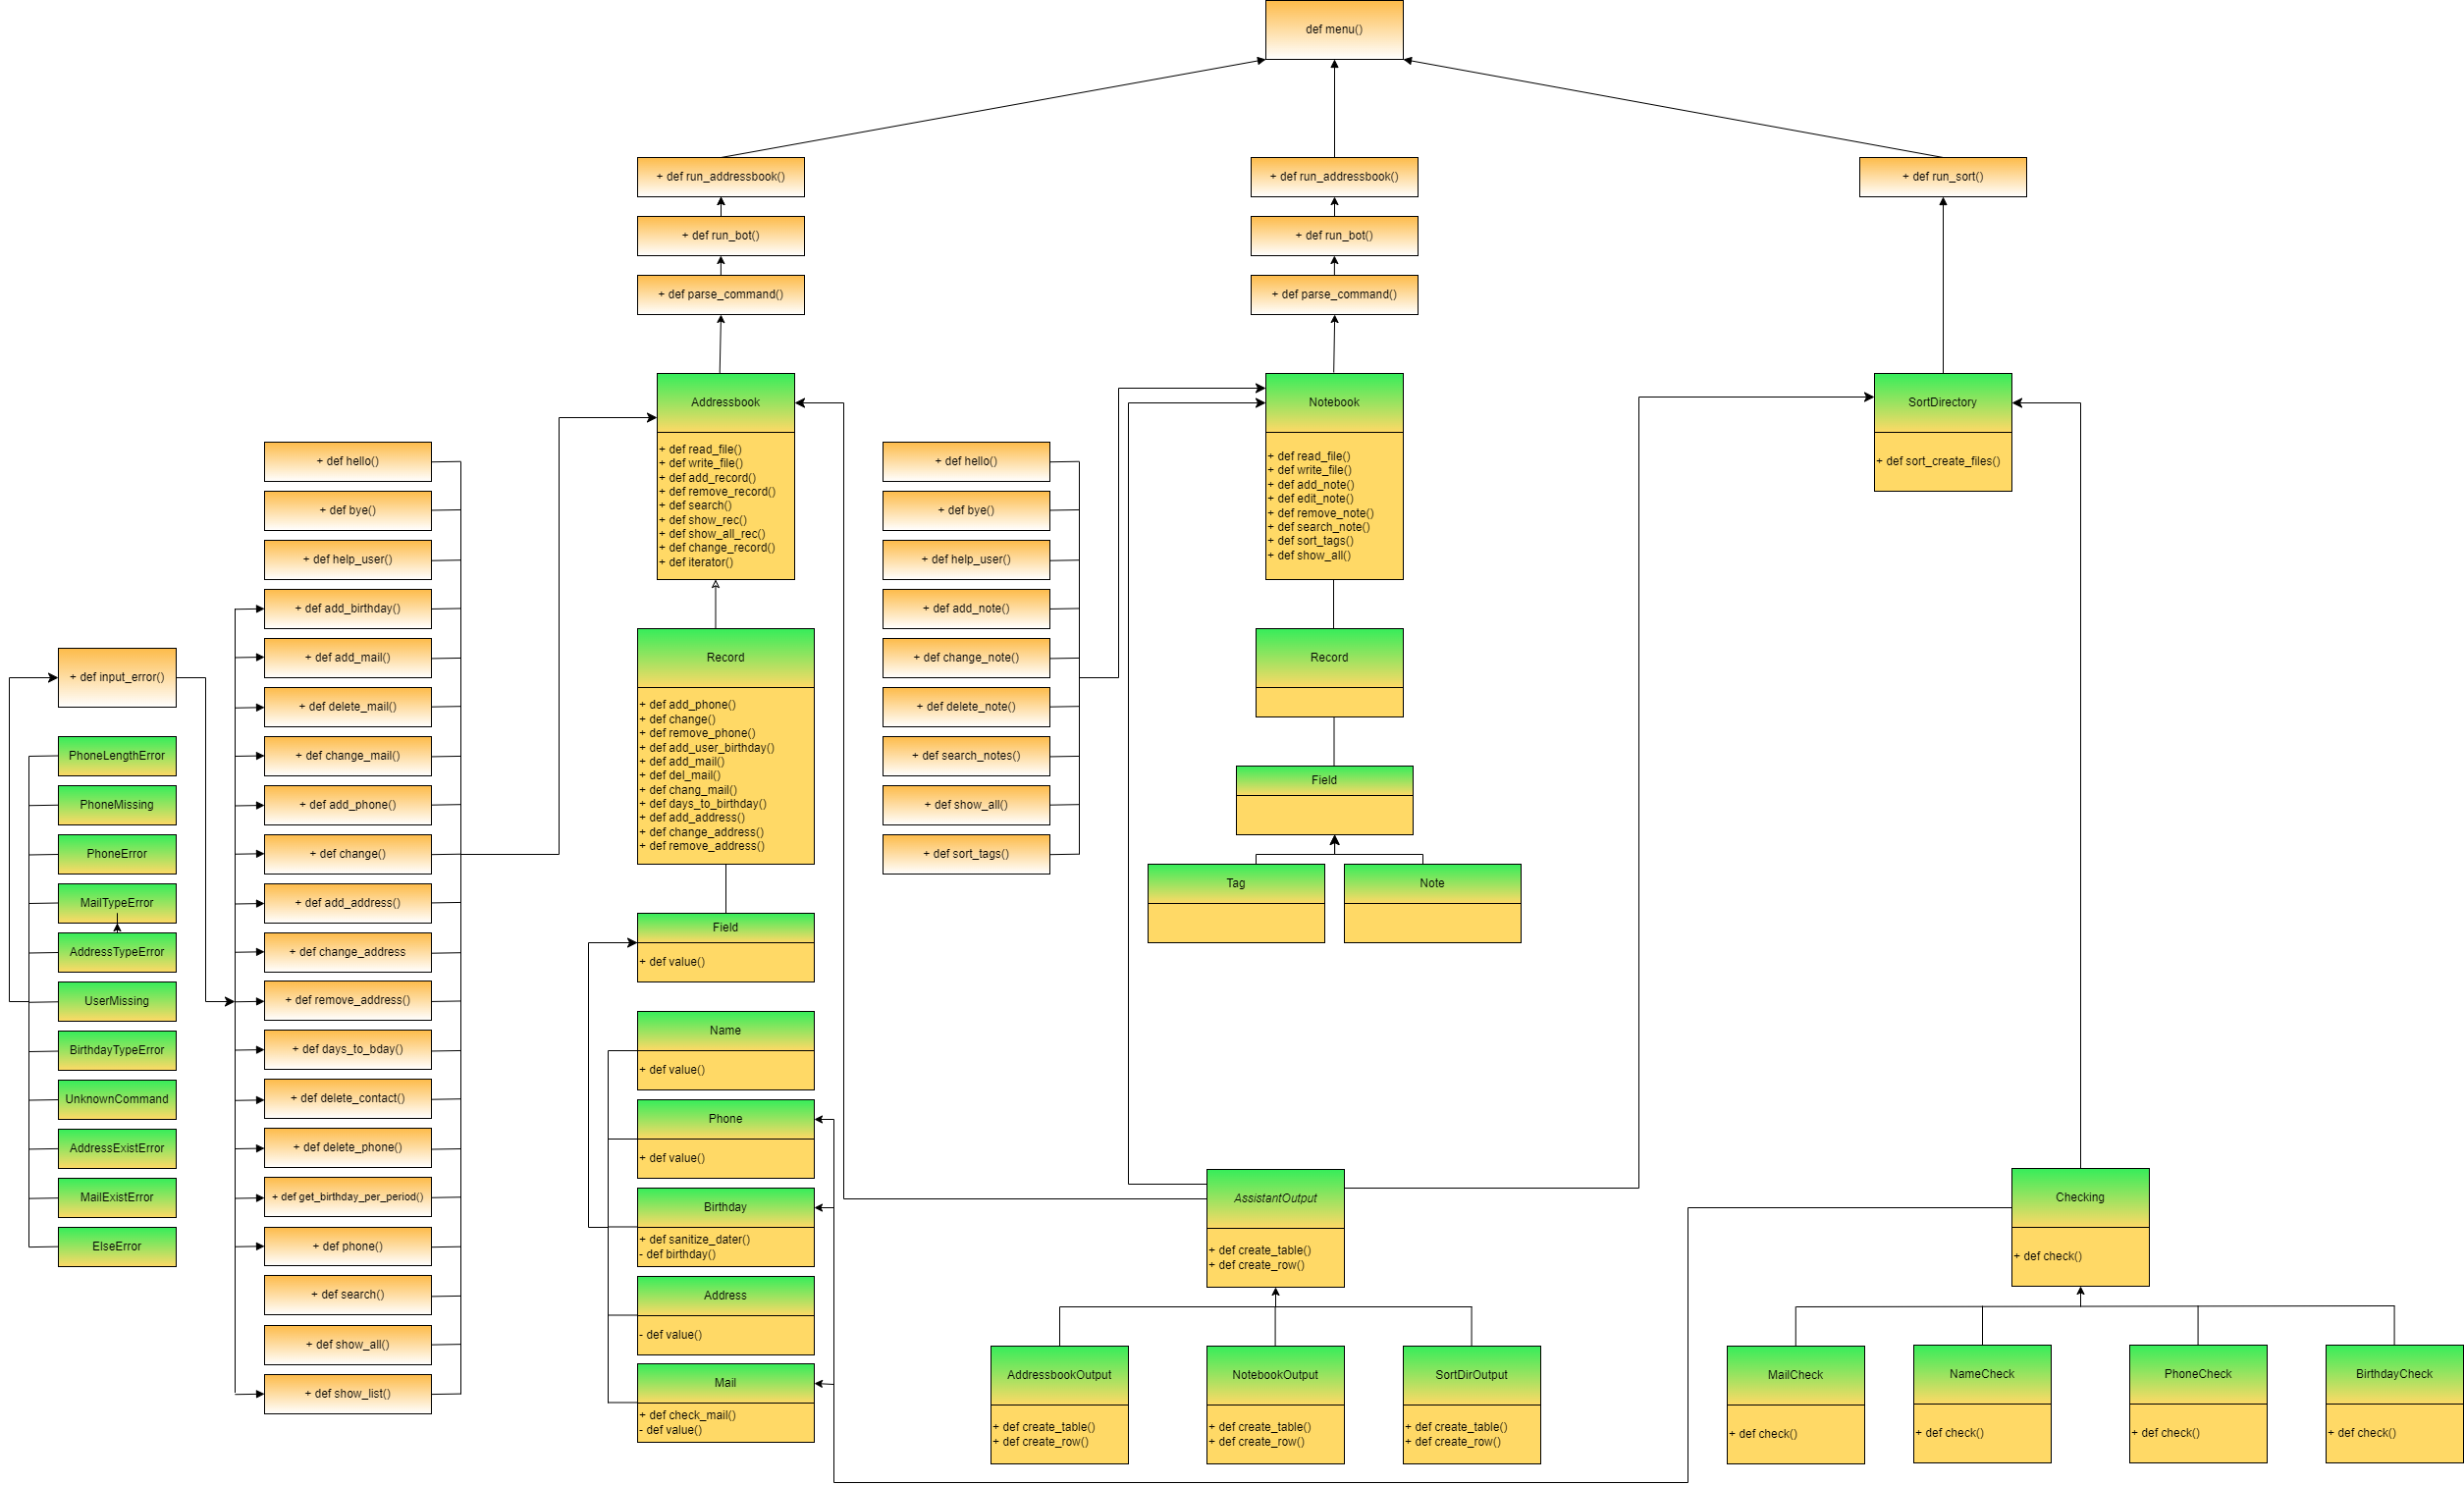 def menu()
+ def run_addressbook()
+ def run_addressbook()
+ def run_sort()
+ def run_bot()
+ def run_bot()
+ def parse_command()
+ def parse_command()
Addressbook
+ def read_file()
+ def write_file()
+ def add_record()
+ def remove_record()
+ def search()
+ def show_rec()
+ def show_all_rec()
+ def change_record()
+ def iterator()
Notebook
+ def read_file()
+ def write_file()
+ def add_note()
+ def edit_note()
+ def remove_note()
+ def search_note()
+ def sort_tags()
+ def show_all()
SortDirectory
+ def sort_create_files()
+ def input_error()
PhoneLengthError
PhoneMissing
PhoneError
MailTypeError
AddressTypeError
UserMissing
BirthdayTypeError
UnknownCommand
AddressExistError
MailExistError
ElseError
+ def hello()
+ def bye()
+ def help_user()
+ def add_birthday()
+ def add_mail()
+ def delete_mail()
+ def change_mail()
+ def add_phone()
+ def change()
+ def add_address()
+ def change_address
+ def remove_address()
+ def days_to_bday()
+ def delete_contact()
+ def delete_phone()
+ def get_birthday_per_period()
+ def phone()
+ def search()
+ def show_all()
+ def show_list()
Record
+ def add_phone()
+ def change()
+ def remove_phone()
+ def add_user_birthday()
+ def add_mail()
+ def del_mail()
+ def chang_mail()
+ def days_to_birthday()
+ def add_address()
+ def change_address()
+ def remove_address()
Field
+ def value()
Name
+ def value()
Phone
+ def value()
Birthday
+ def sanitize_dater()
- def birthday()
Address
- def value()
Mail
+ def check_mail()
- def value()
+ def hello()
+ def bye()
+ def help_user()
+ def add_note()
+ def change_note()
+ def delete_note()
+ def search_notes()
+ def show_all()
+ def sort_tags()
Record
Field
Tag
Note
AssistantOutput
+ def create_table()
+ def create_row()
AddressbookOutput
+ def create_table()
+ def create_row()
NotebookOutput
+ def create_table()
+ def create_row()
SortDirOutput
+ def create_table()
+ def create_row()
Checking
+ def check()
MailCheck
+ def check()
NameCheck
+ def check()
PhoneCheck
+ def check()
BirthdayCheck
+ def check()